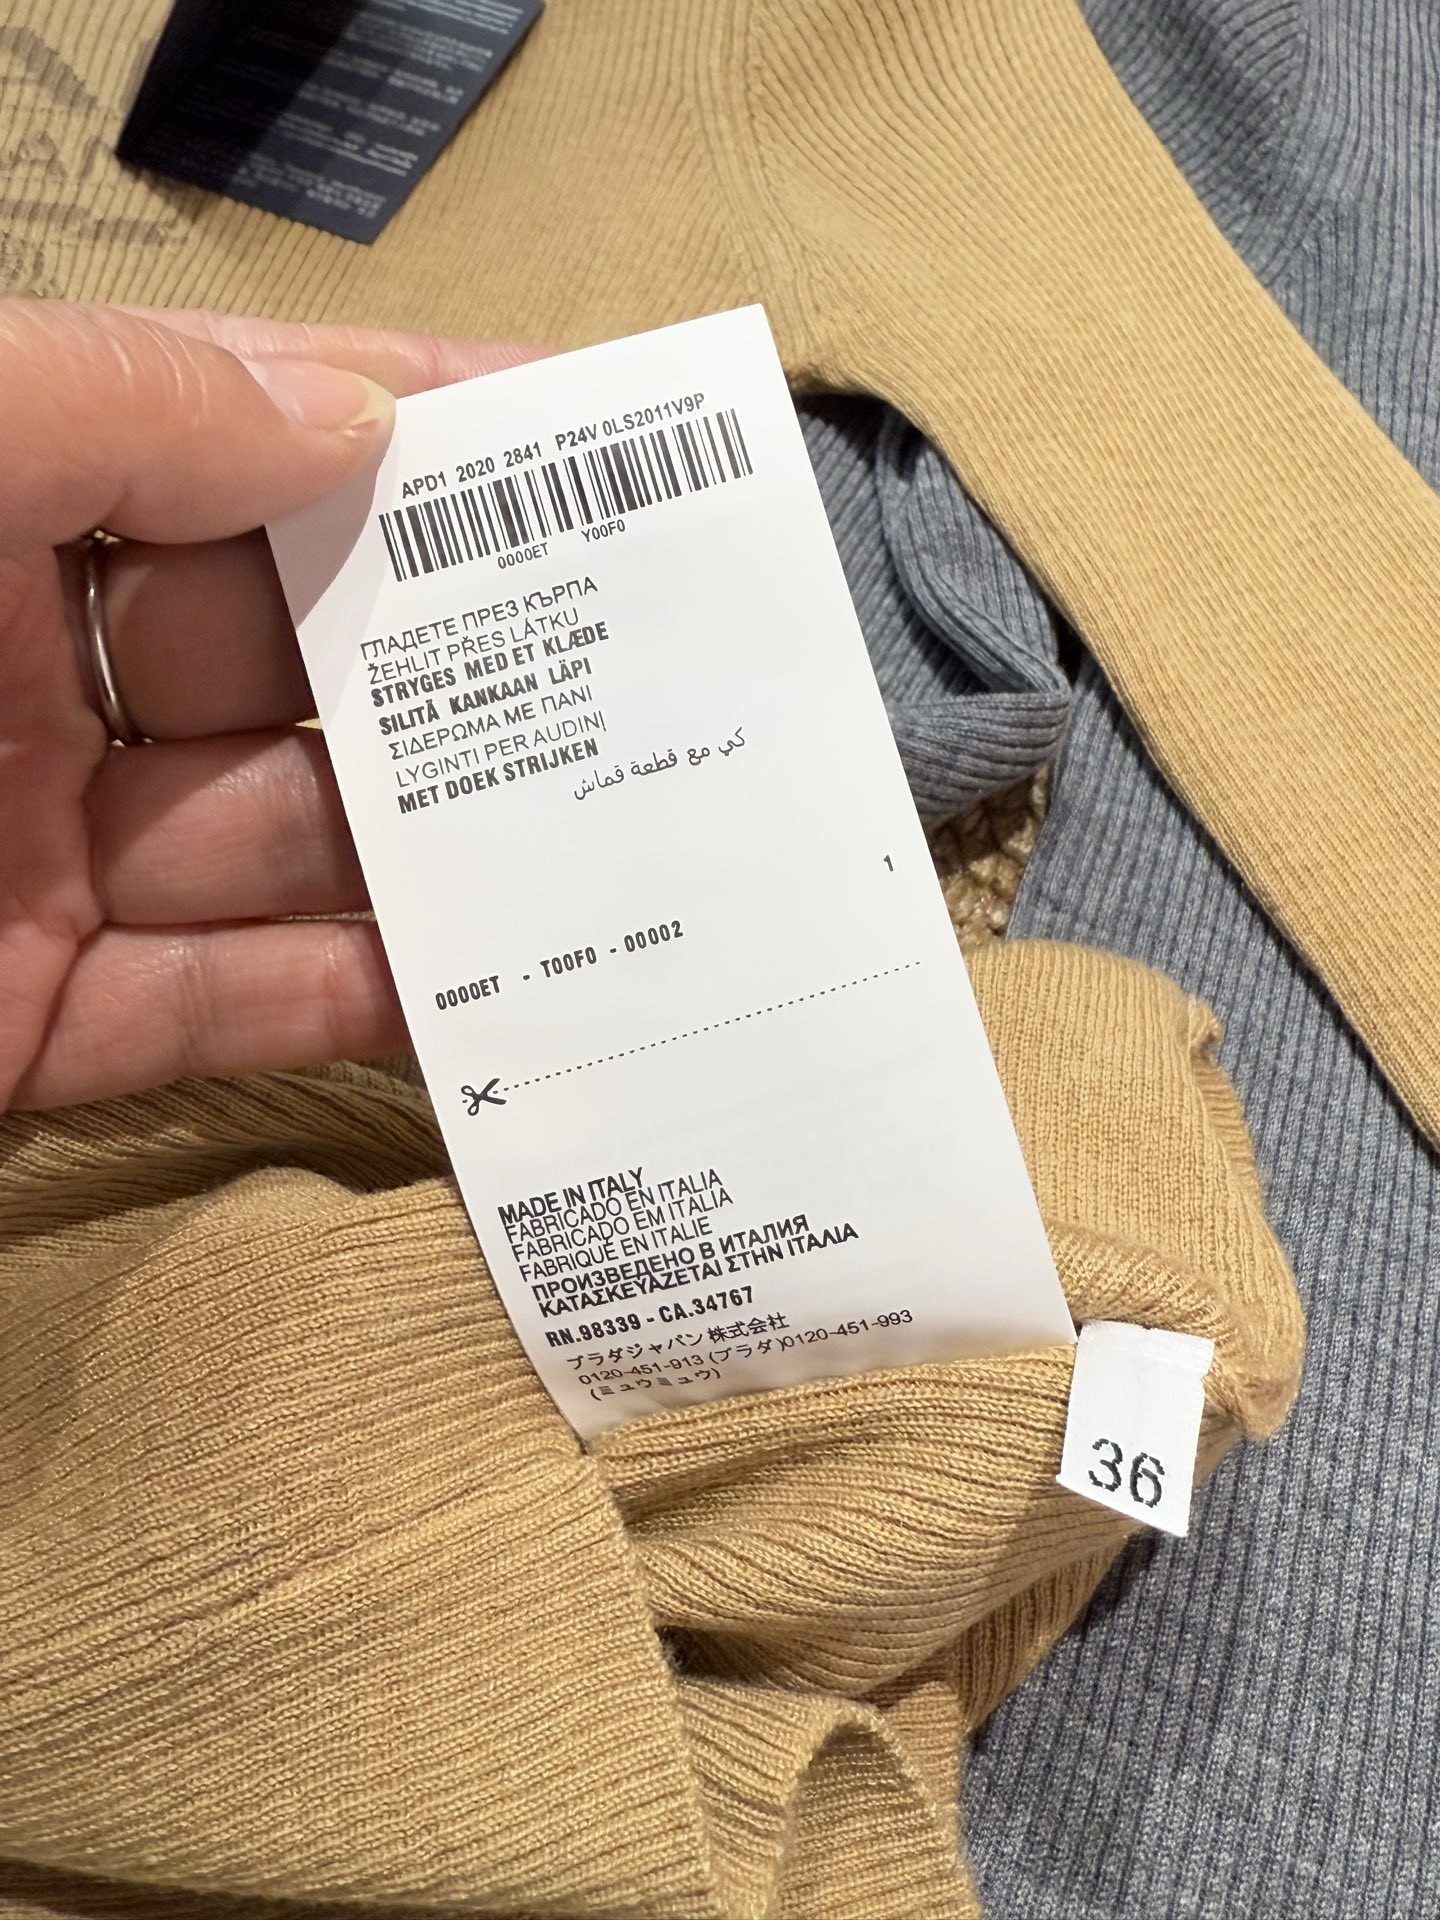 APD1 2020 2841 P24V 0LS2011V9P
0000ET Y00F0
ГЛАДЕТЕ ПРЕЗ КЪРПА
ŽEHLIT PŘES LÁTKU
STRYGES MED ET KLÆDE
SILITÄ KANKAAN LÄPI
ΣΙΔΕΡΩΜΑ ΜΕ ΠΑΝΙ
LYGINTI PER AUDINĮ
MET DOEK STRIJKEN
كي مع قطعة قماش
1
0000ET - T00F0 - 00002
MADE IN ITALY
FABRICADO EN ITALIA
FABRICADO EM ITÁLIA
FABRIQUÉ EN ITALIE
ПРОИЗВЕДЕНО В ИТАЛИЯ
ΚΑΤΑΣΚΕΥΑΖΕΤΑΙ ΣΤΗΝ ΙΤΑΛΙΑ
RN.98339 - CA.34767
プラダジャパン 株式会社
0120-451-913 (プラダ)0120-451-993
(ミュウミュウ)
36